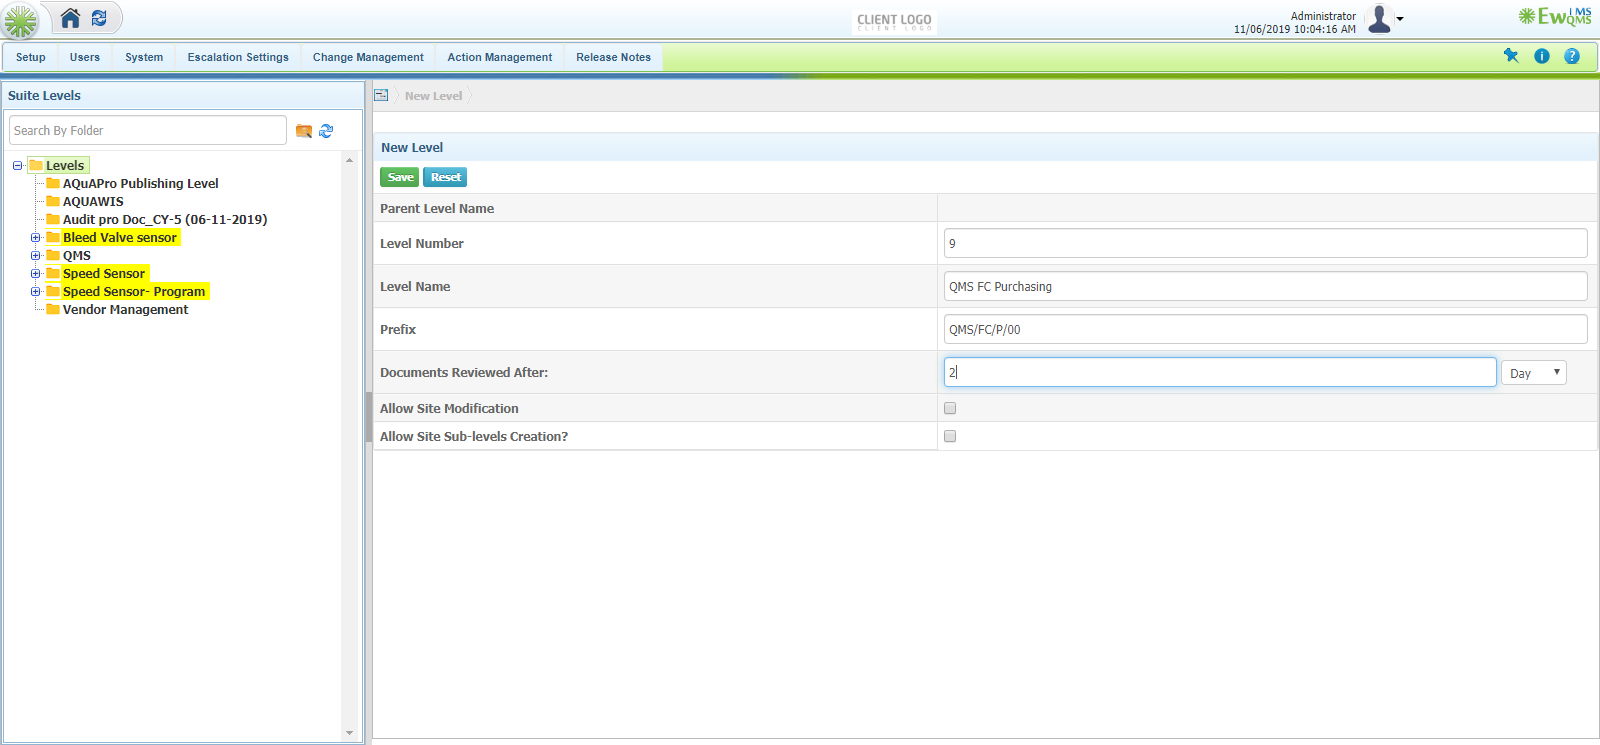 CLIENT LOGO
CLIENT LOGO
Administrator
11/06/2019 10:04:16 AM
EwQMS IMS
Setup Users System Escalation Settings Change Management Action Management Release Notes
Suite Levels
Search By Folder
Levels
AQuAPro Publishing Level
AQUAWIS
Audit pro Doc_CY-5 (06-11-2019)
Bleed Valve sensor
QMS
Speed Sensor
Speed Sensor- Program
Vendor Management
New Level
New Level
Save Reset
Parent Level Name
Level Number 9
Level Name QMS FC Purchasing
Prefix QMS/FC/P/00
Documents Reviewed After: 2 Day
Allow Site Modification
Allow Site Sub-levels Creation?